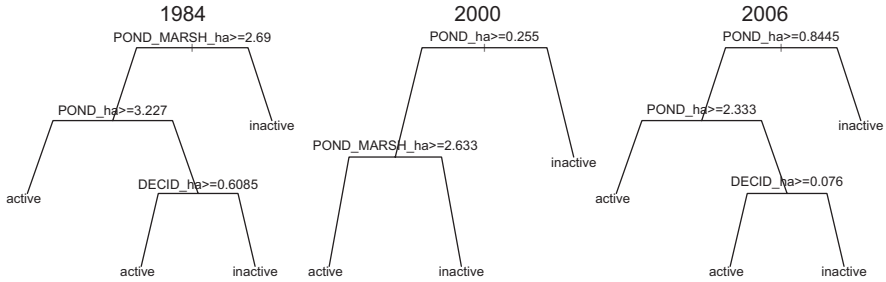 1984
POND_MARSH_ha>=2.69
POND_ha>=3.227
inactive
active
DECID_ha>=0.6085
active
inactive
2000
POND_ha>=0.255
POND_MARSH_ha>=2.633
inactive
active
inactive
2006
POND_ha>=0.8445
POND_ha>=2.333
inactive
active
DECID_ha>=0.076
active
inactive